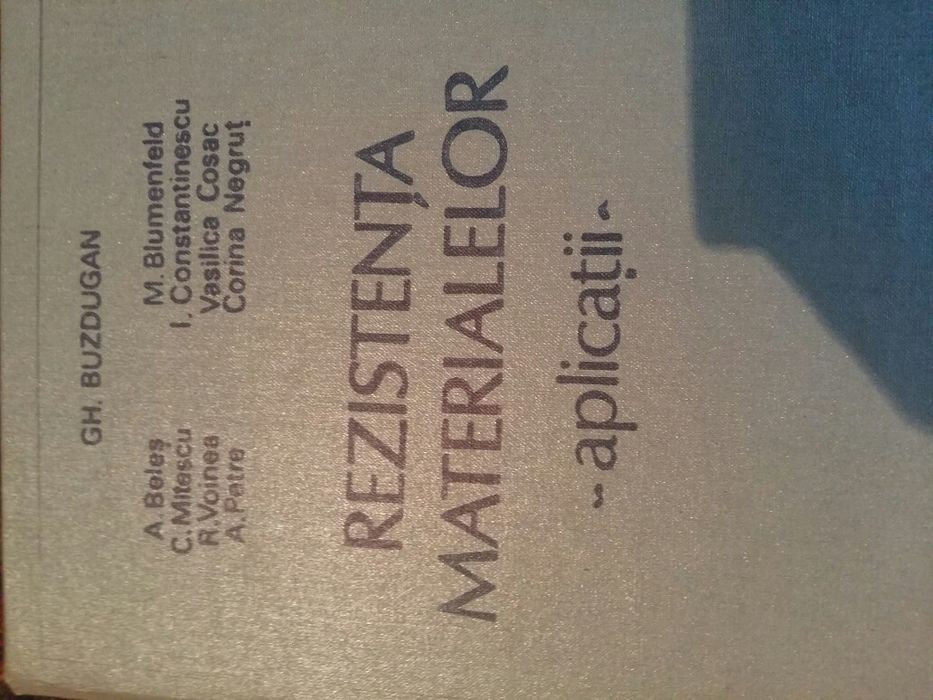 GH. BUZDUGAN
A. Beleș
C. Mitescu
R. Voinea
A. Petre
M. Blumenfeld
I. Constantinescu
Vasilica Cosac
Corina Negruț
REZISTENȚA
MATERIALELOR
~ aplicații ~